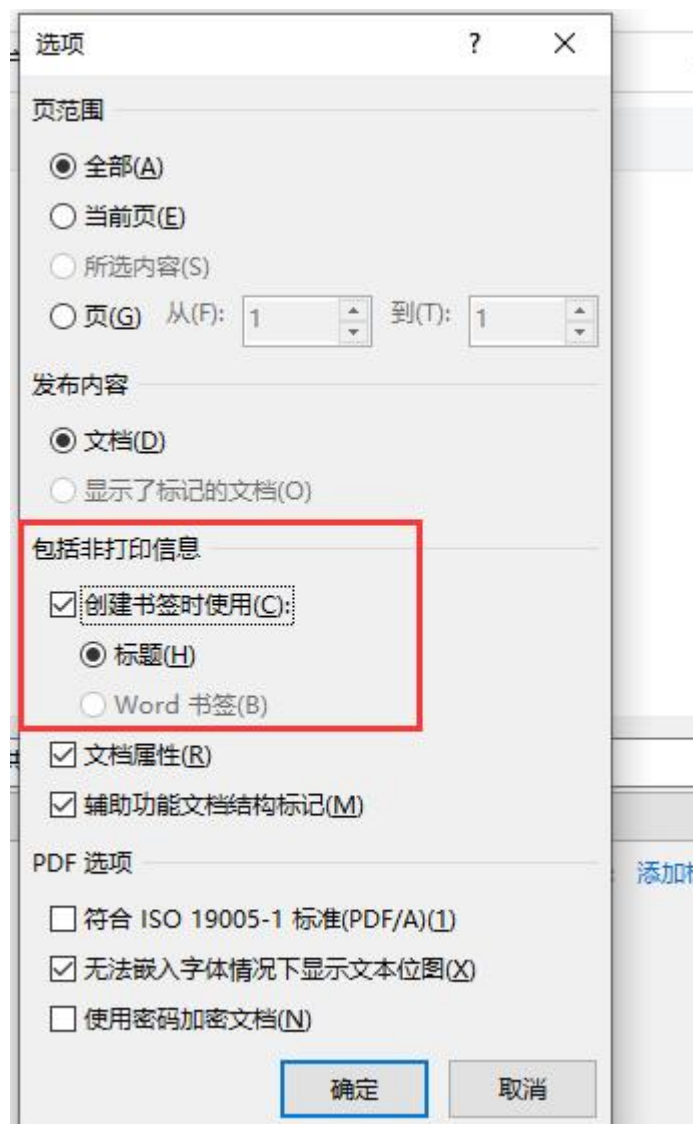 选项 ? ×
页范围
全部(A)
当前页(E)
所选内容(S)
页(G) 从(F): 1 到(T): 1
发布内容
文档(D)
显示了标记的文档(O)
包括非打印信息
创建书签时使用(C):
标题(H)
Word 书签(B)
文档属性(R)
辅助功能文档结构标记(M)
PDF 选项
添加
符合 ISO 19005-1 标准(PDF/A)(1)
无法嵌入字体情况下显示文本位图(X)
使用密码加密文档(N)
确定 取消